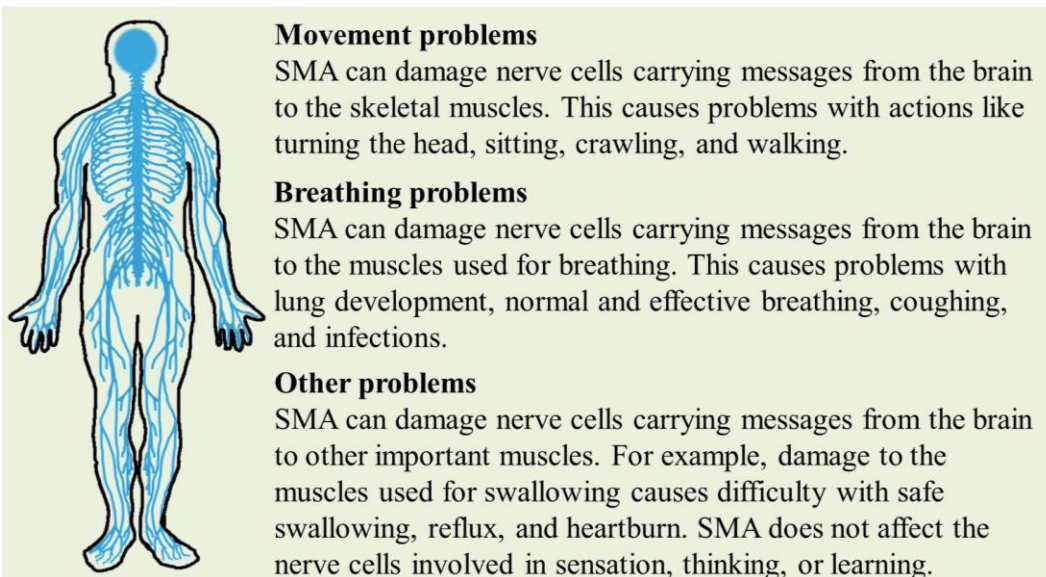 Movement problems
SMA can damage nerve cells carrying messages from the brain
to the skeletal muscles. This causes problems with actions like
turning the head, sitting, crawling, and walking.
Breathing problems
SMA can damage nerve cells carrying messages from the brain
to the muscles used for breathing. This causes problems with
lung development, normal and effective breathing, coughing,
and infections.
Other problems
SMA can damage nerve cells carrying messages from the brain
to other important muscles. For example, damage to the
muscles used for swallowing causes difficulty with safe
swallowing, reflux, and heartburn. SMA does not affect the
nerve cells involved in sensation, thinking, or learning.